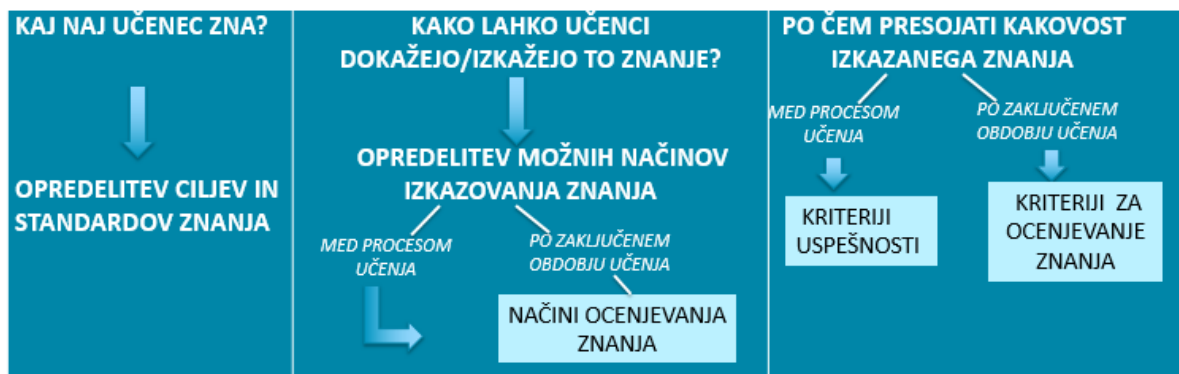 KAJ NAJ UČENEC ZNA?
OPREDELITEV CILJEV IN
STANDARDOV ZNANJA
KAKO LAHKO UČENCI
DOKAŽEJO/IZKAŽEJO TO ZNANJE?
OPREDELITEV MOŽNIH NAČINOV
IZKAZOVANJA ZNANJA
MED PROCESOM
UČENJA
PO ZAKLJUČENEM
OBDOBJU UČENJA
NAČINI OCENJEVANJA
ZNANJA
PO ČEM PRESOJATI KAKOVOST
IZKAZANEGA ZNANJA
MED PROCESOM
UČENJA
PO ZAKLJUČENEM
OBDOBJU UČENJA
KRITERIJI
USPEŠNOSTI
KRITERIJI ZA
OCENJEVANJE
ZNANJA